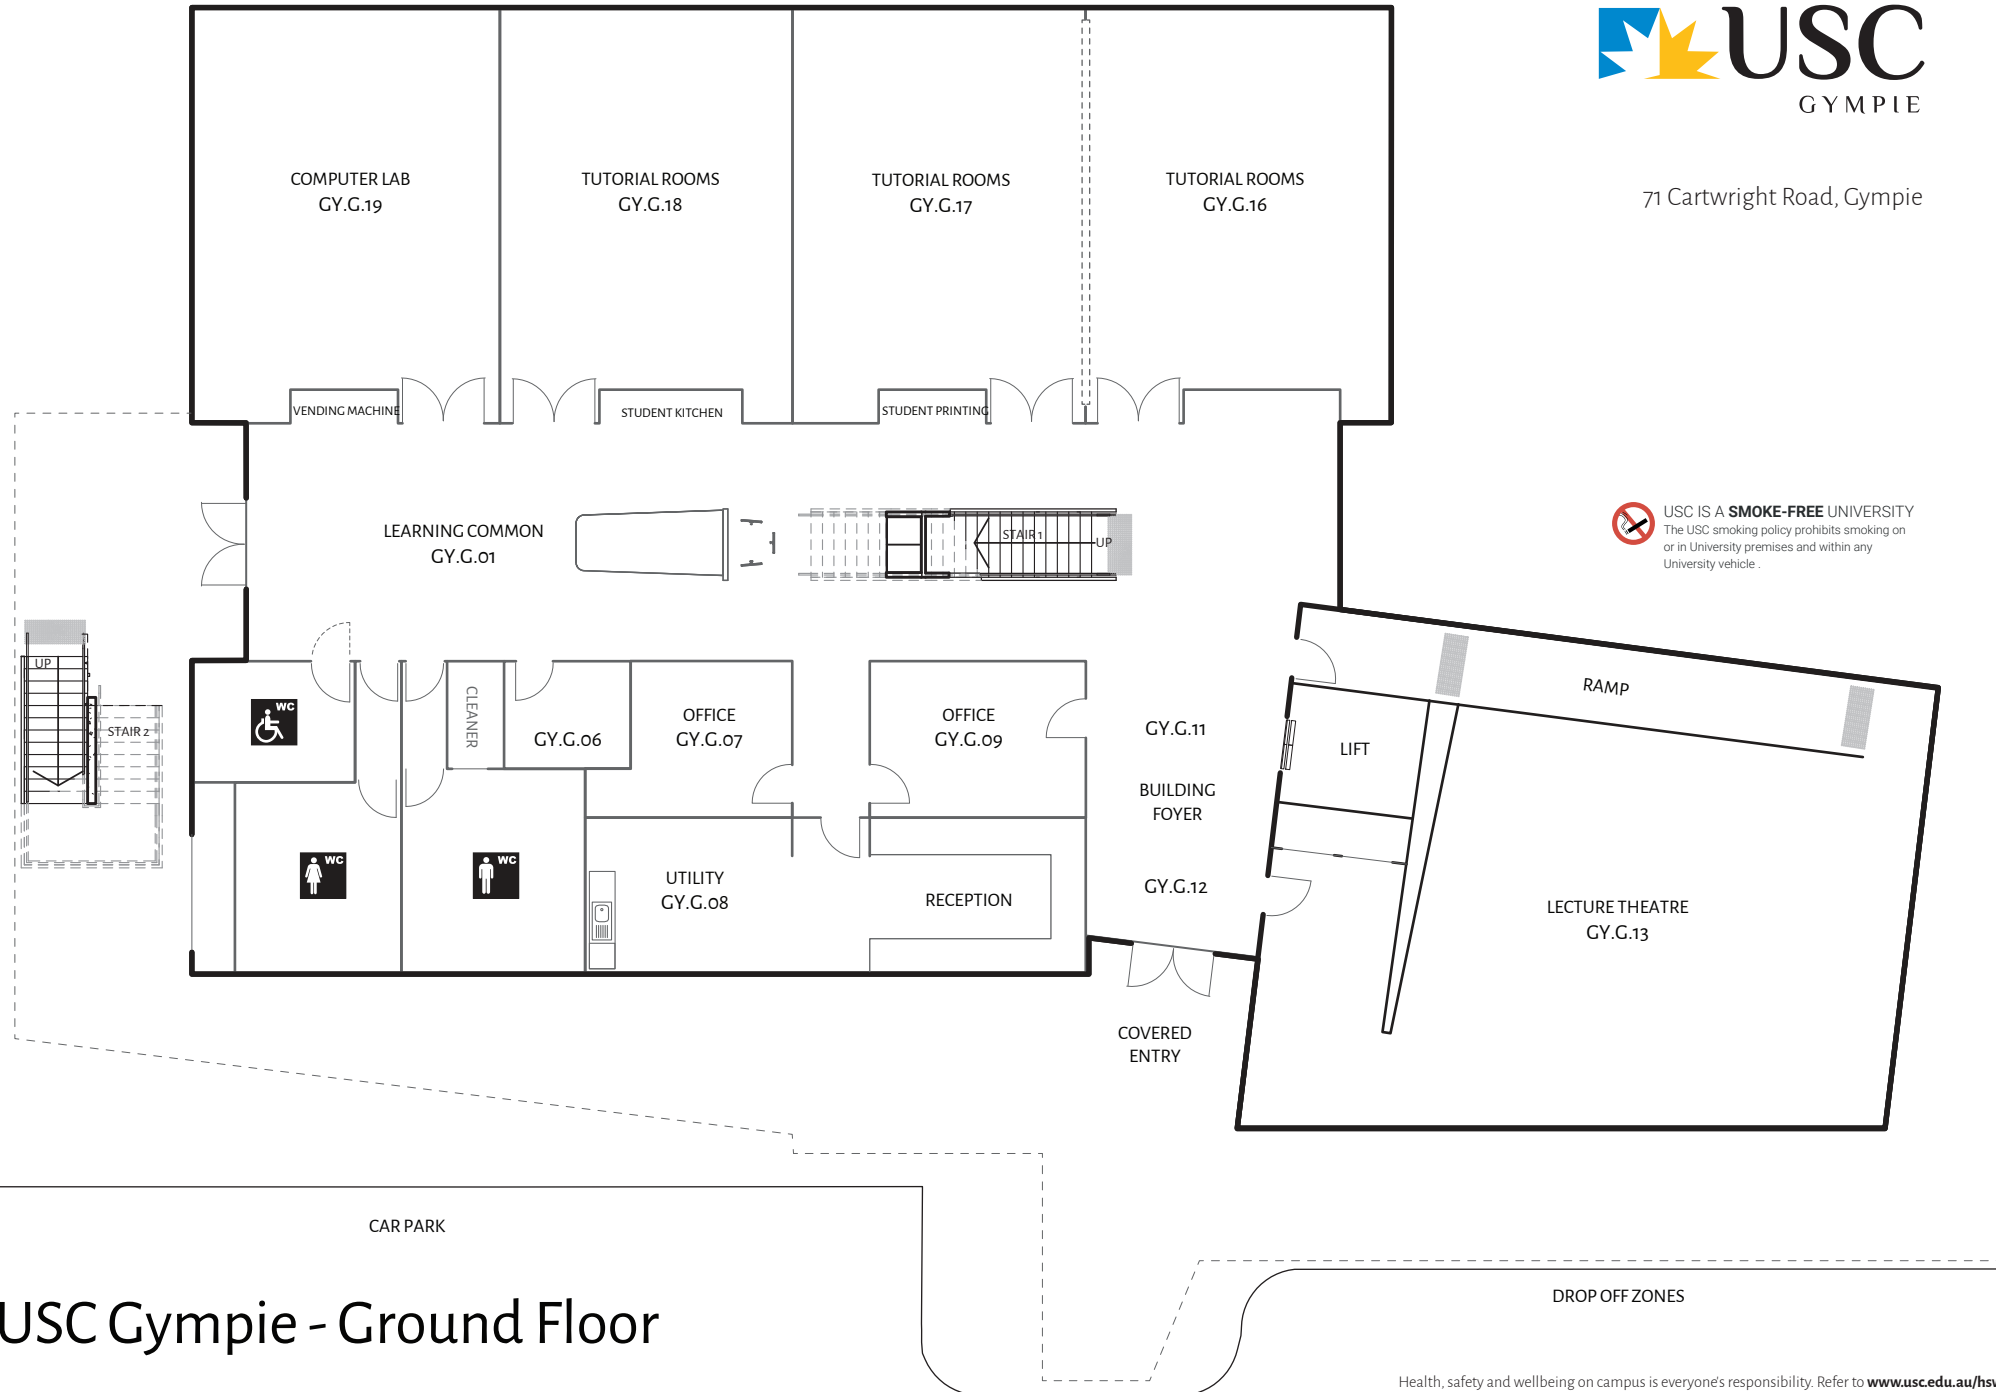 USC
GYMPIE
71 Cartwright Road, Gympie
COMPUTER LAB
GY.G.19
TUTORIAL ROOMS
GY.G.18
TUTORIAL ROOMS
GY.G.17
TUTORIAL ROOMS
GY.G.16
VENDING MACHINE
STUDENT KITCHEN
STUDENT PRINTING
LEARNING COMMON
GY.G.01
STAIR 1
UP
USC IS A SMOKE-FREE UNIVERSITY
The USC smoking policy prohibits smoking on
or in University premises and within any
University vehicle .
UP
STAIR 2
WC
CLEANER
GY.G.06
OFFICE
GY.G.07
OFFICE
GY.G.09
GY.G.11
BUILDING
FOYER
GY.G.12
LIFT
RAMP
WC
WC
UTILITY
GY.G.08
RECEPTION
LECTURE THEATRE
GY.G.13
COVERED
ENTRY
CAR PARK
DROP OFF ZONES
USC Gympie - Ground Floor
Health, safety and wellbeing on campus is everyone's responsibility. Refer to www.usc.edu.au/hsw